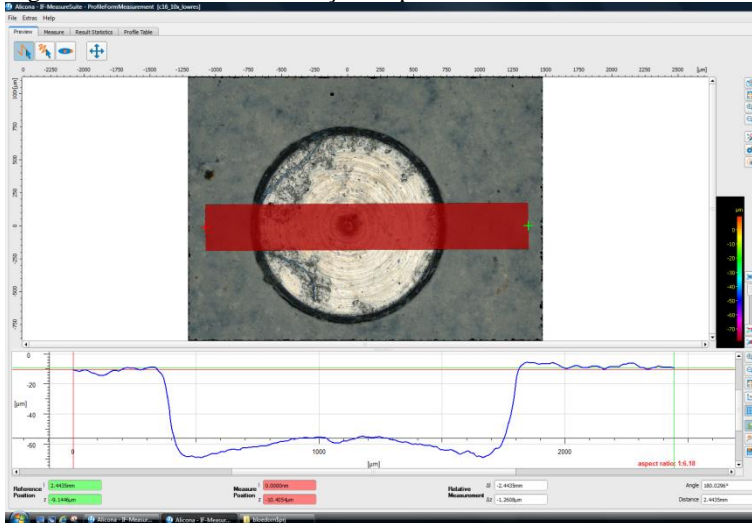 Alicona - IF-MeasureSuite - ProfileFormMeasurement (c16_10x_lowres)
File Extras Help
Preview Measure Result Statistics Profile Table
0 -2250 -2000 -1750 -1500 -1250 -1000 -750 -500 -250 0 250 500 750 1000 1250 1500 1750 2000 2250 2500 [µm]
750
500
250
0
-250
-500
-750
µm
0
-10
-20
-30
-40
-50
-60
-70
0
-20
-40
-60
[µm]
0 1000 2000
[µm]
aspect ratio: 1:6,18
Reference Position l 2.4435mm Measure Position l 0.0000nm Relative Measurement Δl -2.4435mm Angle 180.0296°
z -9.1446µm z -10.4054µm Δz -1.2608µm Distance 2.4435mm
Alicona - IF-Measur... Alicona - IF-Measur... bloedornSprj